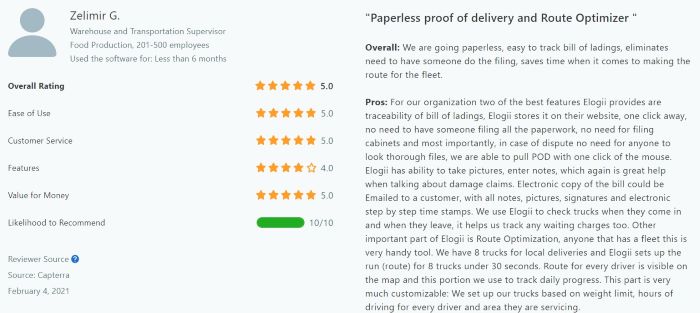 Zelimir G.
Warehouse and Transportation Supervisor
Food Production, 201-500 employees
Used the software for: Less than 6 months
Overall Rating 5.0
Ease of Use 5.0
Customer Service 5.0
Features 4.0
Value for Money 5.0
Likelihood to Recommend 10/10
Reviewer Source ?
Source: Capterra
February 4, 2021
"Paperless proof of delivery and Route Optimizer "
Overall: We are going paperless, easy to track bill of ladings, eliminates
need to have someone do the filing, saves time when it comes to making the
route for the fleet.
Pros: For our organization two of the best features Elogii provides are
traceability of bill of ladings, Elogii stores it on their website, one click away,
no need to have someone filing all the paperwork, no need for filing
cabinets and most importantly, in case of dispute no need for anyone to
look thorough files, we are able to pull POD with one click of the mouse.
Elogii has ability to take pictures, enter notes, which again is great help
when talking about damage claims. Electronic copy of the bill could be
Emailed to a customer, with all notes, pictures, signatures and electronic
step by step time stamps. We use Elogii to check trucks when they come in
and when they leave, it helps us track any waiting charges too. Other
important part of Elogii is Route Optimization, anyone that has a fleet this is
very handy tool. We have 8 trucks for local deliveries and Elogii sets up the
run (route) for 8 trucks under 30 seconds. Route for every driver is visible on
the map and this portion we use to track daily progress. This part is very
much customizable: We set up our trucks based on weight limit, hours of
driving for every driver and area they are servicing.